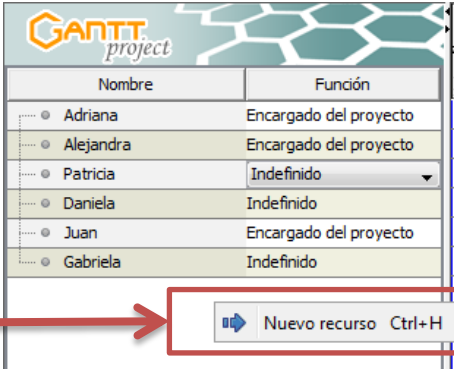 GANTT
project
Nombre Función
Adriana Encargado del proyecto
Alejandra Encargado del proyecto
Patricia Indefinido
Daniela Indefinido
Juan Encargado del proyecto
Gabriela Indefinido
Nuevo recurso Ctrl+H